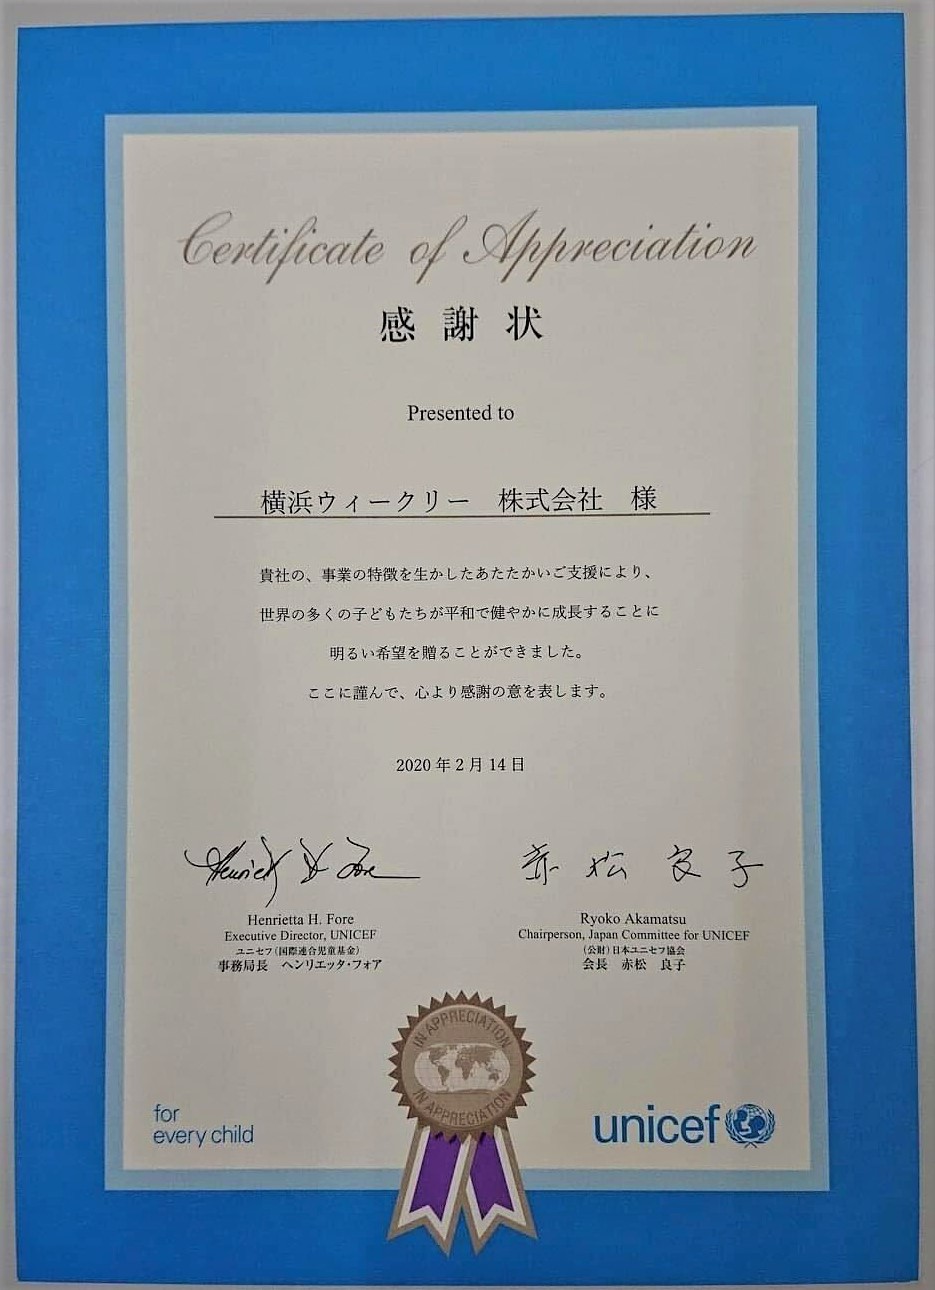 Certificate of Appreciation
感謝状
Presented to
横浜ウィークリー　株式会社　様
貴社の、事業の特徴を生かしたあたたかいご支援により、
世界の多くの子どもたちが平和で健やかに成長することに
明るい希望を贈ることができました。
ここに謹んで、心より感謝の意を表します。
2020 年 2 月 14 日
Henriett H Fore
赤松良子
Henrietta H. Fore
Executive Director, UNICEF
ユニセフ（国際連合児童基金）
事務局長　ヘンリエッタ・フォア
Ryoko Akamatsu
Chairperson, Japan Committee for UNICEF
（公財）日本ユニセフ協会
会長　赤松　良子
IN APPRECIATION
IN APPRECIATION
for
every child
unicef